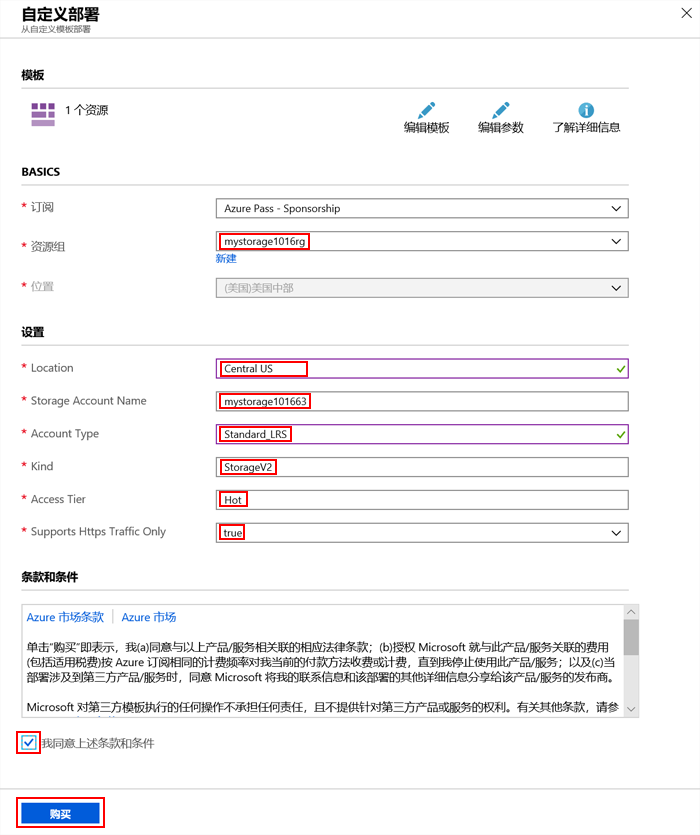 自定义部署
从自定义模板部署
模板
1 个资源
编辑模板 编辑参数 了解详细信息
BASICS
* 订阅 Azure Pass - Sponsorship
* 资源组 mystorage1016rg
新建
* 位置 (美国)美国中部
设置
* Location Central US
* Storage Account Name mystorage101663
* Account Type Standard_LRS
* Kind StorageV2
* Access Tier Hot
* Supports Https Traffic Only true
条款和条件
Azure 市场条款 Azure 市场
单击“购买”即表示，我(a)同意与以上产品/服务相关联的相应法律条款；(b)授权 Microsoft 就与此产品/服务关联的费用
(包括适用税费)按 Azure 订阅相同的计费频率对我当前的付款方法收费或计费，直到我停止使用此产品/服务；以及(c)当
部署涉及到第三方产品/服务时，同意 Microsoft 将我的联系信息和该部署的其他详细信息分享给该产品/服务的发布商。
Microsoft 对第三方模板执行的任何操作不承担任何责任，且不提供针对第三方产品或服务的权利。有关其他条款，请参
我同意上述条款和条件
购买